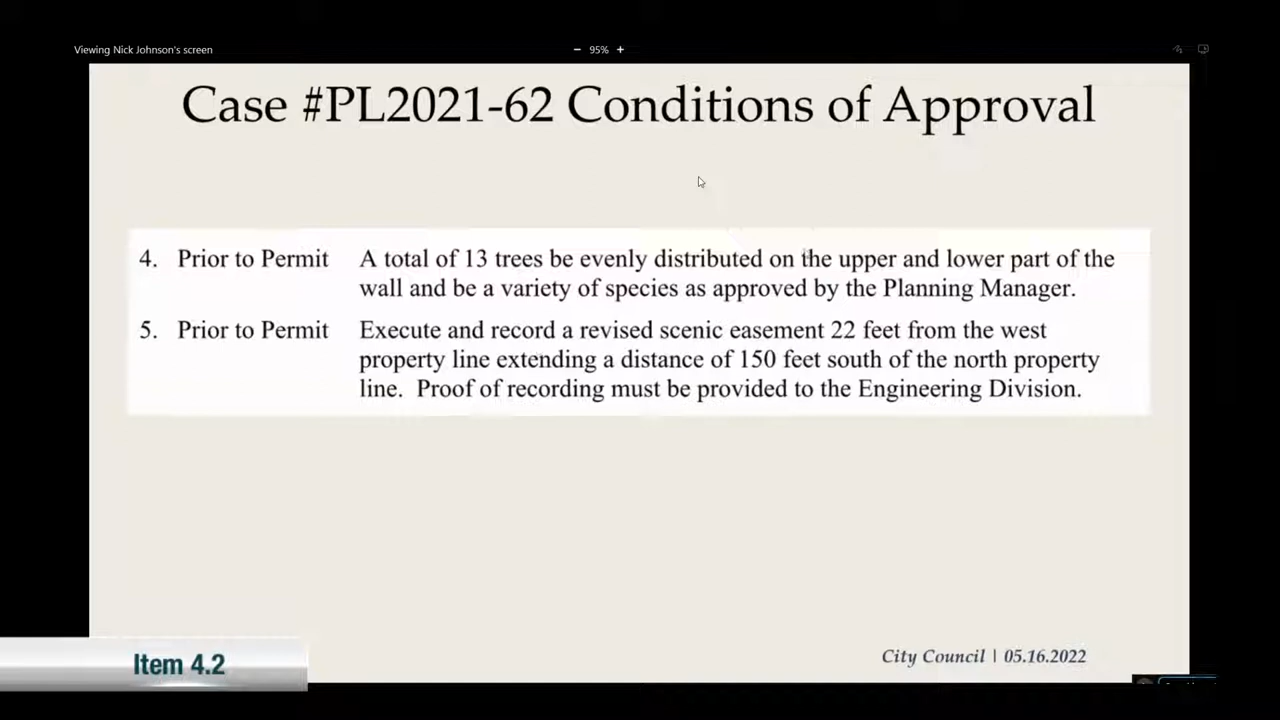 Viewing Nick Johnson's screen
− 95% +
Case #PL2021-62 Conditions of Approval
4. Prior to Permit A total of 13 trees be evenly distributed on the upper and lower part of the
wall and be a variety of species as approved by the Planning Manager.
5. Prior to Permit Execute and record a revised scenic easement 22 feet from the west
property line extending a distance of 150 feet south of the north property
line. Proof of recording must be provided to the Engineering Division.
City Council | 05.16.2022
Item 4.2